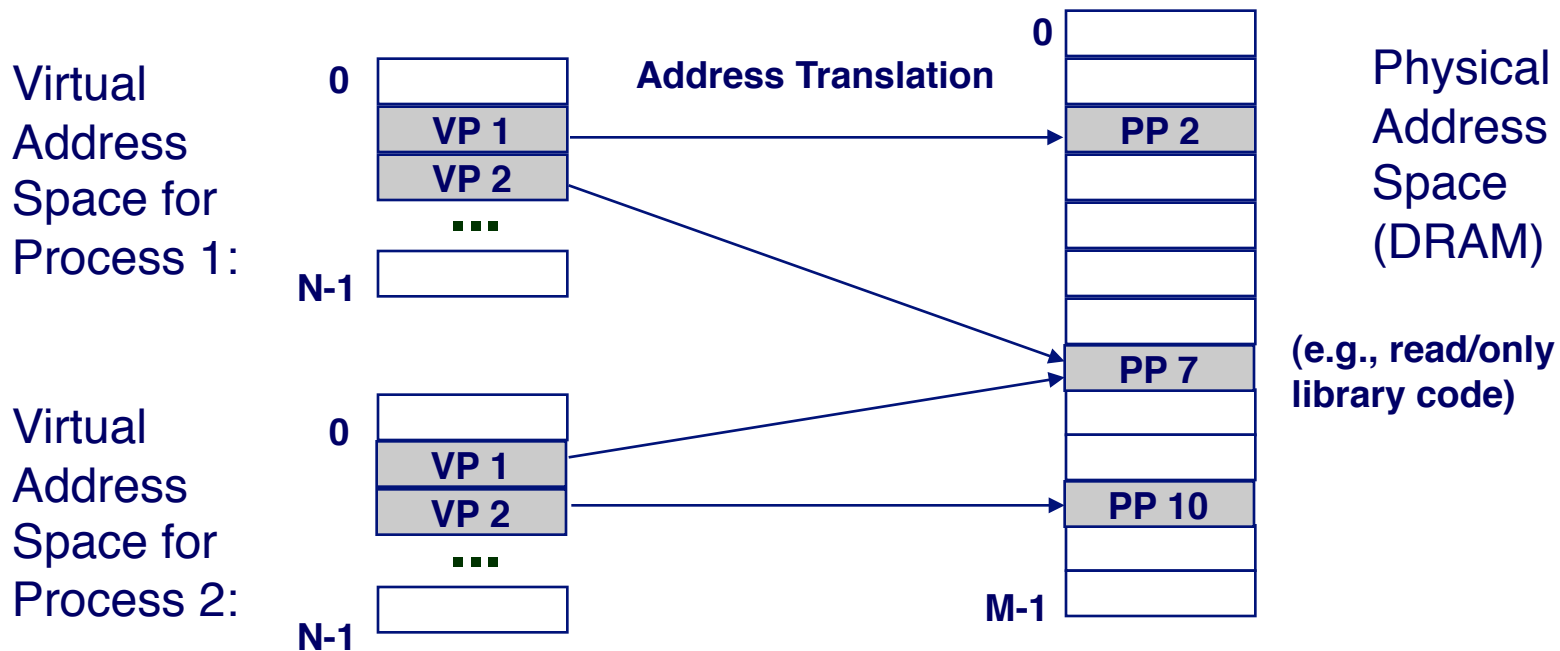 Virtual
Address
Space for
Process 1:
0
VP 1
VP 2
...
N-1
Address Translation
0
PP 2
PP 7
PP 10
M-1
Physical
Address
Space
(DRAM)
(e.g., read/only
library code)
Virtual
Address
Space for
Process 2:
0
VP 1
VP 2
...
N-1